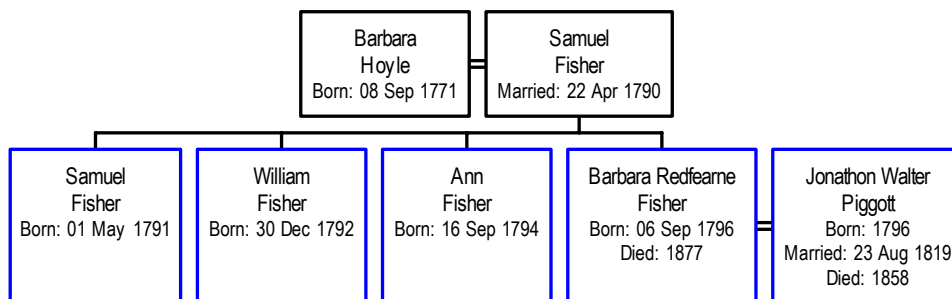 Barbara
Hoyle
Born: 08 Sep 1771
Samuel
Fisher
Married: 22 Apr 1790
Samuel
Fisher
Born: 01 May 1791
William
Fisher
Born: 30 Dec 1792
Ann
Fisher
Born: 16 Sep 1794
Barbara Redfearne
Fisher
Born: 06 Sep 1796
Died: 1877
Jonathon Walter
Piggott
Born: 1796
Married: 23 Aug 1819
Died: 1858